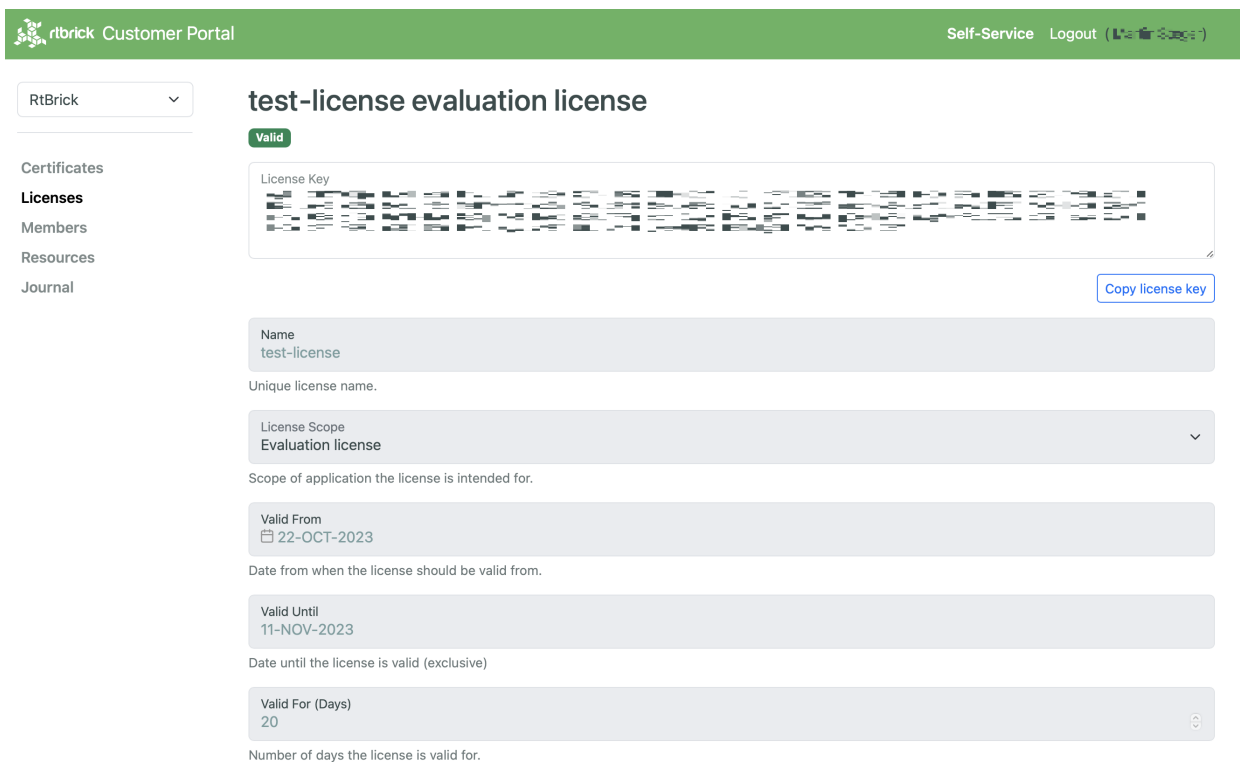 rtbrick Customer Portal
Self-Service Logout
RtBrick
Certificates
Licenses
Members
Resources
Journal
test-license evaluation license
Valid
License Key
Copy license key
Name
test-license
Unique license name.
License Scope
Evaluation license
Scope of application the license is intended for.
Valid From
22-OCT-2023
Date from when the license should be valid from.
Valid Until
11-NOV-2023
Date until the license is valid (exclusive)
Valid For (Days)
20
Number of days the license is valid for.